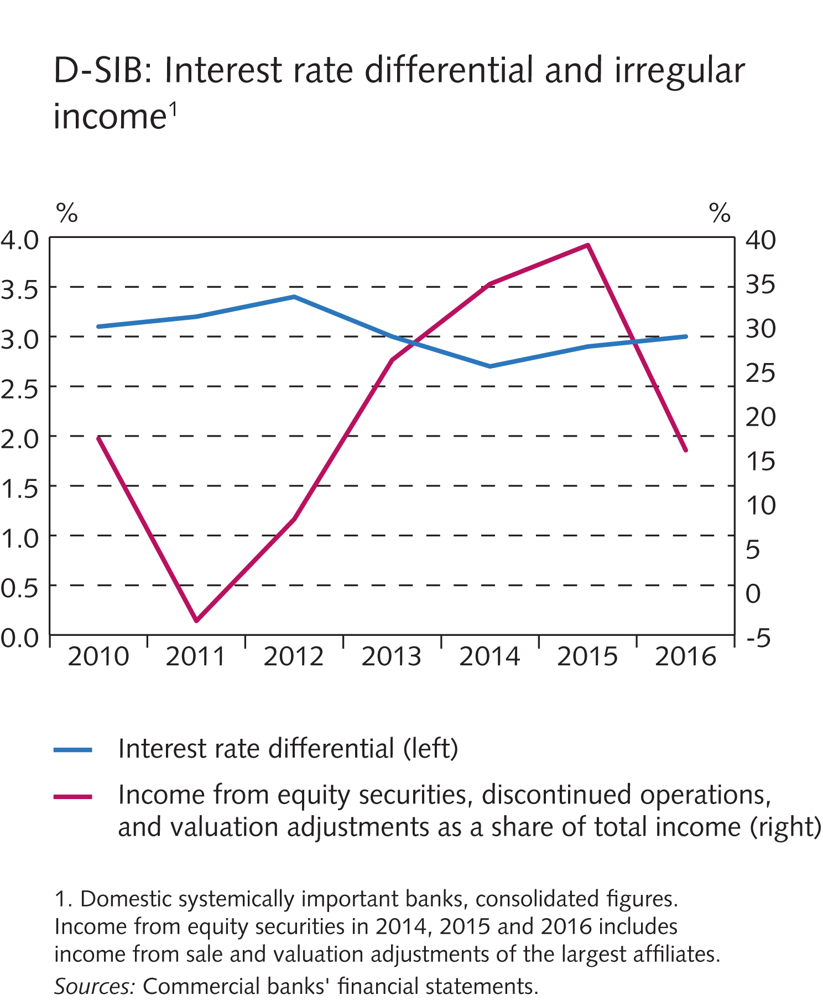 D-SIB: Interest rate differential and irregular
income¹
% %
4.0 40
3.5 35
3.0 30
2.5 25
2.0 20
1.5 15
1.0 10
0.5 5
0.0 0
-5
2010 2011 2012 2013 2014 2015 2016
Interest rate differential (left)
Income from equity securities, discontinued operations,
and valuation adjustments as a share of total income (right)
1. Domestic systemically important banks, consolidated figures.
Income from equity securities in 2014, 2015 and 2016 includes
income from sale and valuation adjustments of the largest affiliates.
Sources: Commercial banks' financial statements.